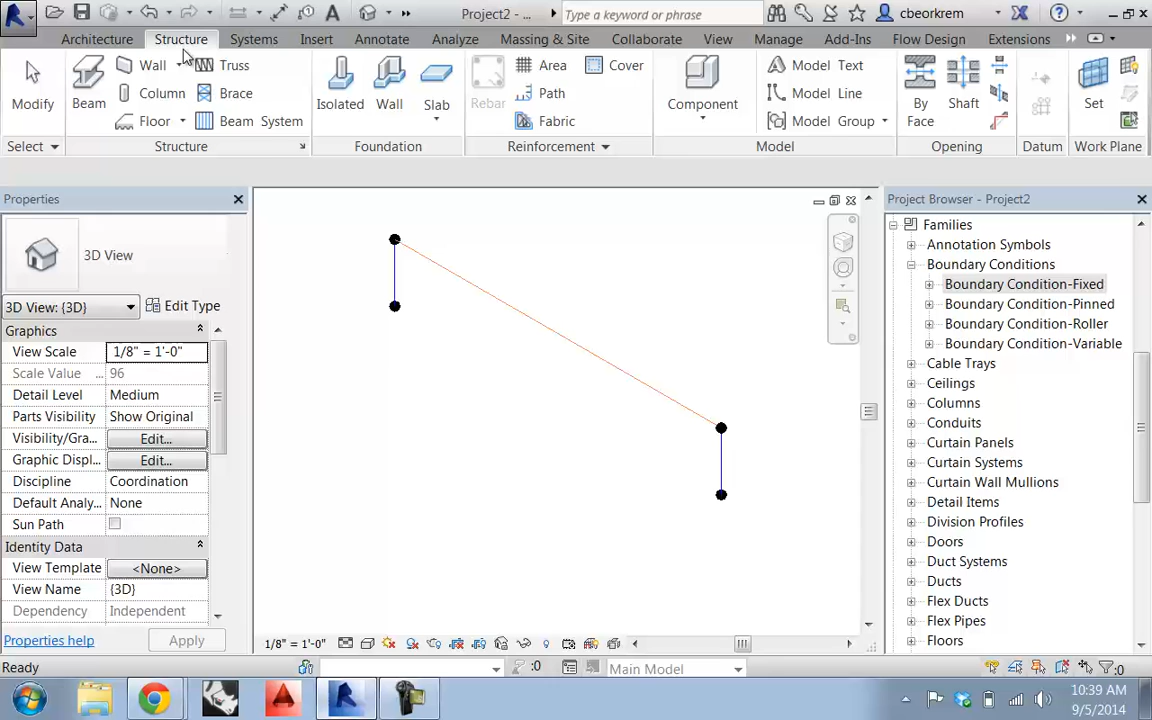 Project2 -
Type a keyword or phrase
cbeorkrem
Architecture Structure Systems Insert Annotate Analyze Massing & Site Collaborate View Manage Add-Ins Flow Design Extensions
Modify
Beam
Wall
Column
Floor
Truss
Brace
Beam System
Isolated
Wall
Slab
Rebar
Area
Path
Fabric
Cover
Component
Model Text
Model Line
Model Group
By
Face
Shaft
Set
Select Structure Foundation Reinforcement Model Opening Datum Work Plane
Properties
3D View
3D View: {3D} Edit Type
Graphics
View Scale 1/8" = 1'-0"
Scale Value ... 96
Detail Level Medium
Parts Visibility Show Original
Visibility/Gra... Edit...
Graphic Displ... Edit...
Discipline Coordination
Default Analy... None
Sun Path
Identity Data
View Template <None>
View Name {3D}
Dependency Independent
Properties help Apply
1/8" = 1'-0"
Project Browser - Project2
Families
Annotation Symbols
Boundary Conditions
Boundary Condition-Fixed
Boundary Condition-Pinned
Boundary Condition-Roller
Boundary Condition-Variable
Cable Trays
Ceilings
Columns
Conduits
Curtain Panels
Curtain Systems
Curtain Wall Mullions
Detail Items
Division Profiles
Doors
Duct Systems
Ducts
Flex Ducts
Flex Pipes
Floors
Ready :0 Main Model :0
10:39 AM
9/5/2014